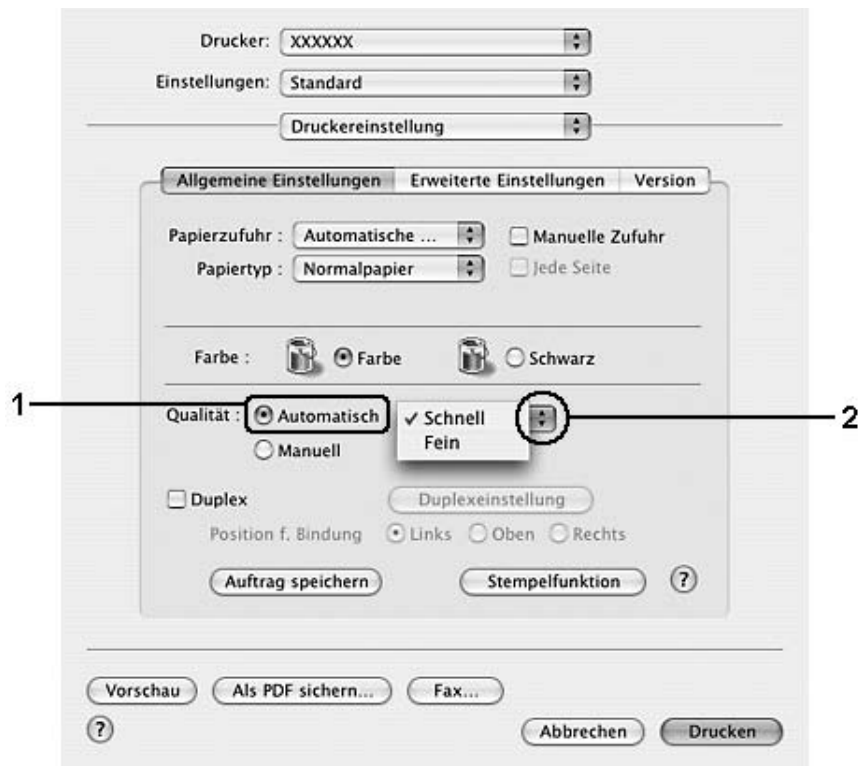 Drucker: XXXXXX
Einstellungen: Standard
Druckereinstellung
Allgemeine Einstellungen Erweiterte Einstellungen Version
Papierzufuhr : Automatische ... Manuelle Zufuhr
Papiertyp : Normalpapier Jede Seite
Farbe : Farbe Schwarz
1 Qualität : Automatisch ✓ Schnell 2
Manuell Fein
Duplex Duplexeinstellung
Position f. Bindung Links Oben Rechts
Auftrag speichern Stempelfunktion ?
Vorschau Als PDF sichern... Fax...
? Abbrechen Drucken